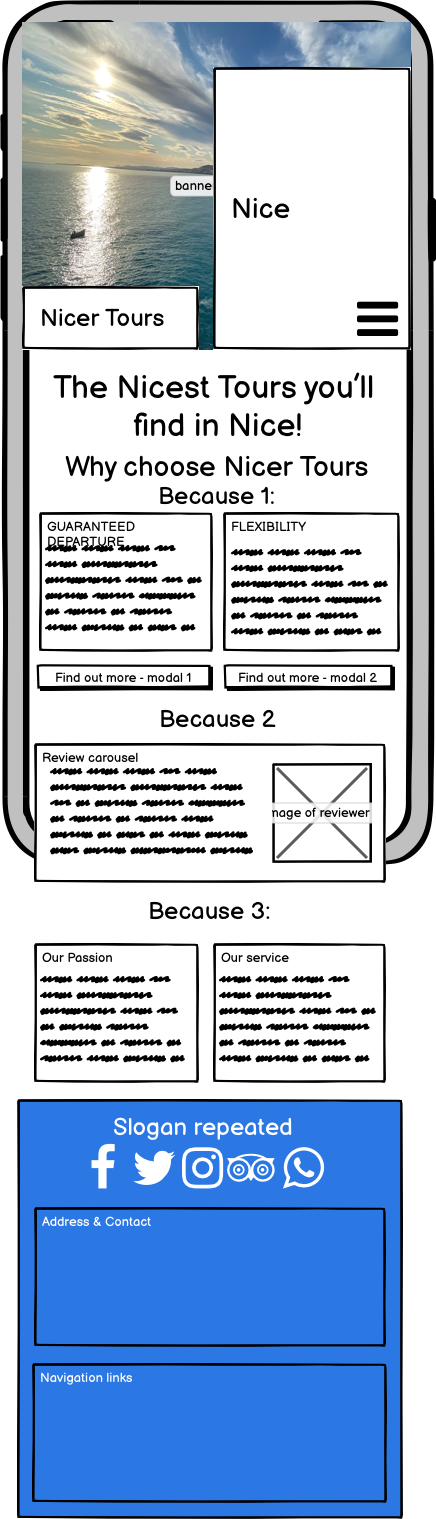 banne
Nice
Nicer Tours
The Nicest Tours you'll
find in Nice!
Why choose Nicer Tours
Because 1:
GUARANTEED
DEPARTURE
FLEXIBILITY
Find out more - modal 1
Find out more - modal 2
Because 2
Review carousel
mage of reviewer
Because 3:
Our Passion
Our service
Slogan repeated
Address & Contact
Navigation links